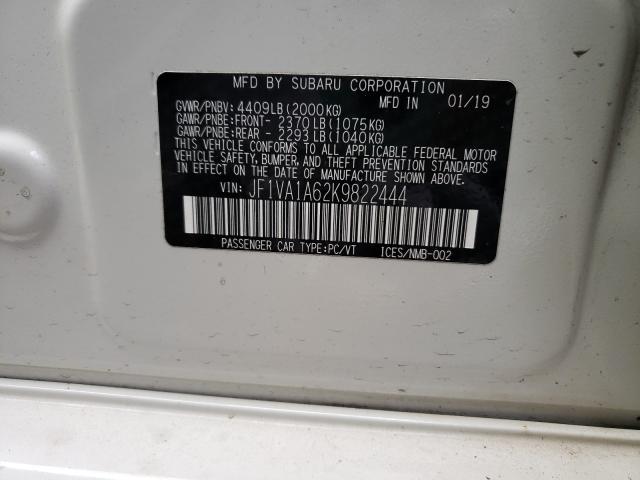 MFD BY SUBARU CORPORATION
GVWR/PNBV: 4409LB(2000KG) MFD IN 01/19
GAWR/PNBE:FRONT- 2370LB(1075KG)
GAWR/PNBE:REAR - 2293LB(1040KG)
THIS VEHICLE CONFORMS TO ALL APPLICABLE FEDERAL MOTOR
VEHICLE SAFETY, BUMPER, AND THEFT PREVENTION STANDARDS
IN EFFECT ON THE DATE OF MANUFACTURE SHOWN ABOVE.
VIN: JF1VA1A62K9822444
PASSENGER CAR TYPE:PC/VT ICES/NMB-002